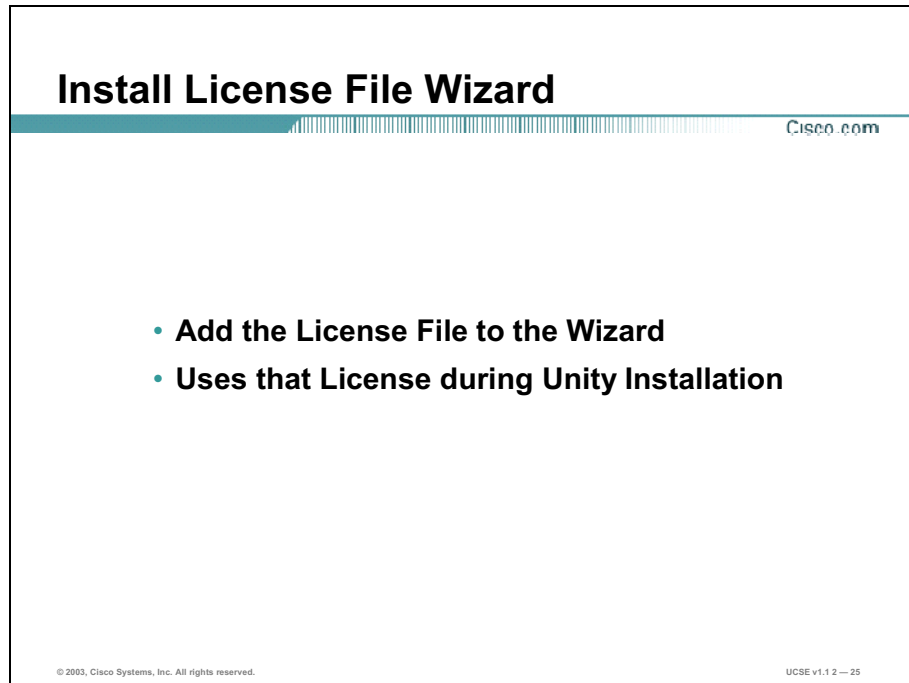 Install License File Wizard
Cisco.com
• Add the License File to the Wizard
• Uses that License during Unity Installation
© 2003, Cisco Systems, Inc. All rights reserved.
UCSE v1.1 2 — 25